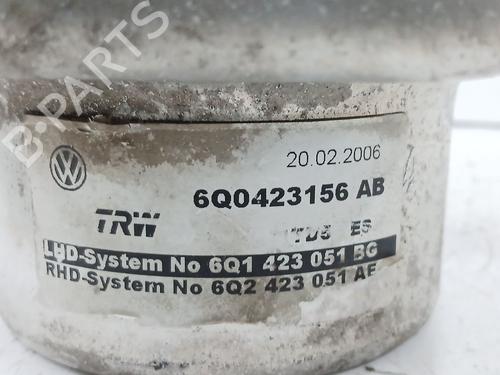 B-PARTS
20.02.2006
6Q0423156 AB
TRW
ES
LHD-System No 6Q1 423 051 BG
RHD-System No 6Q2 423 051 AE